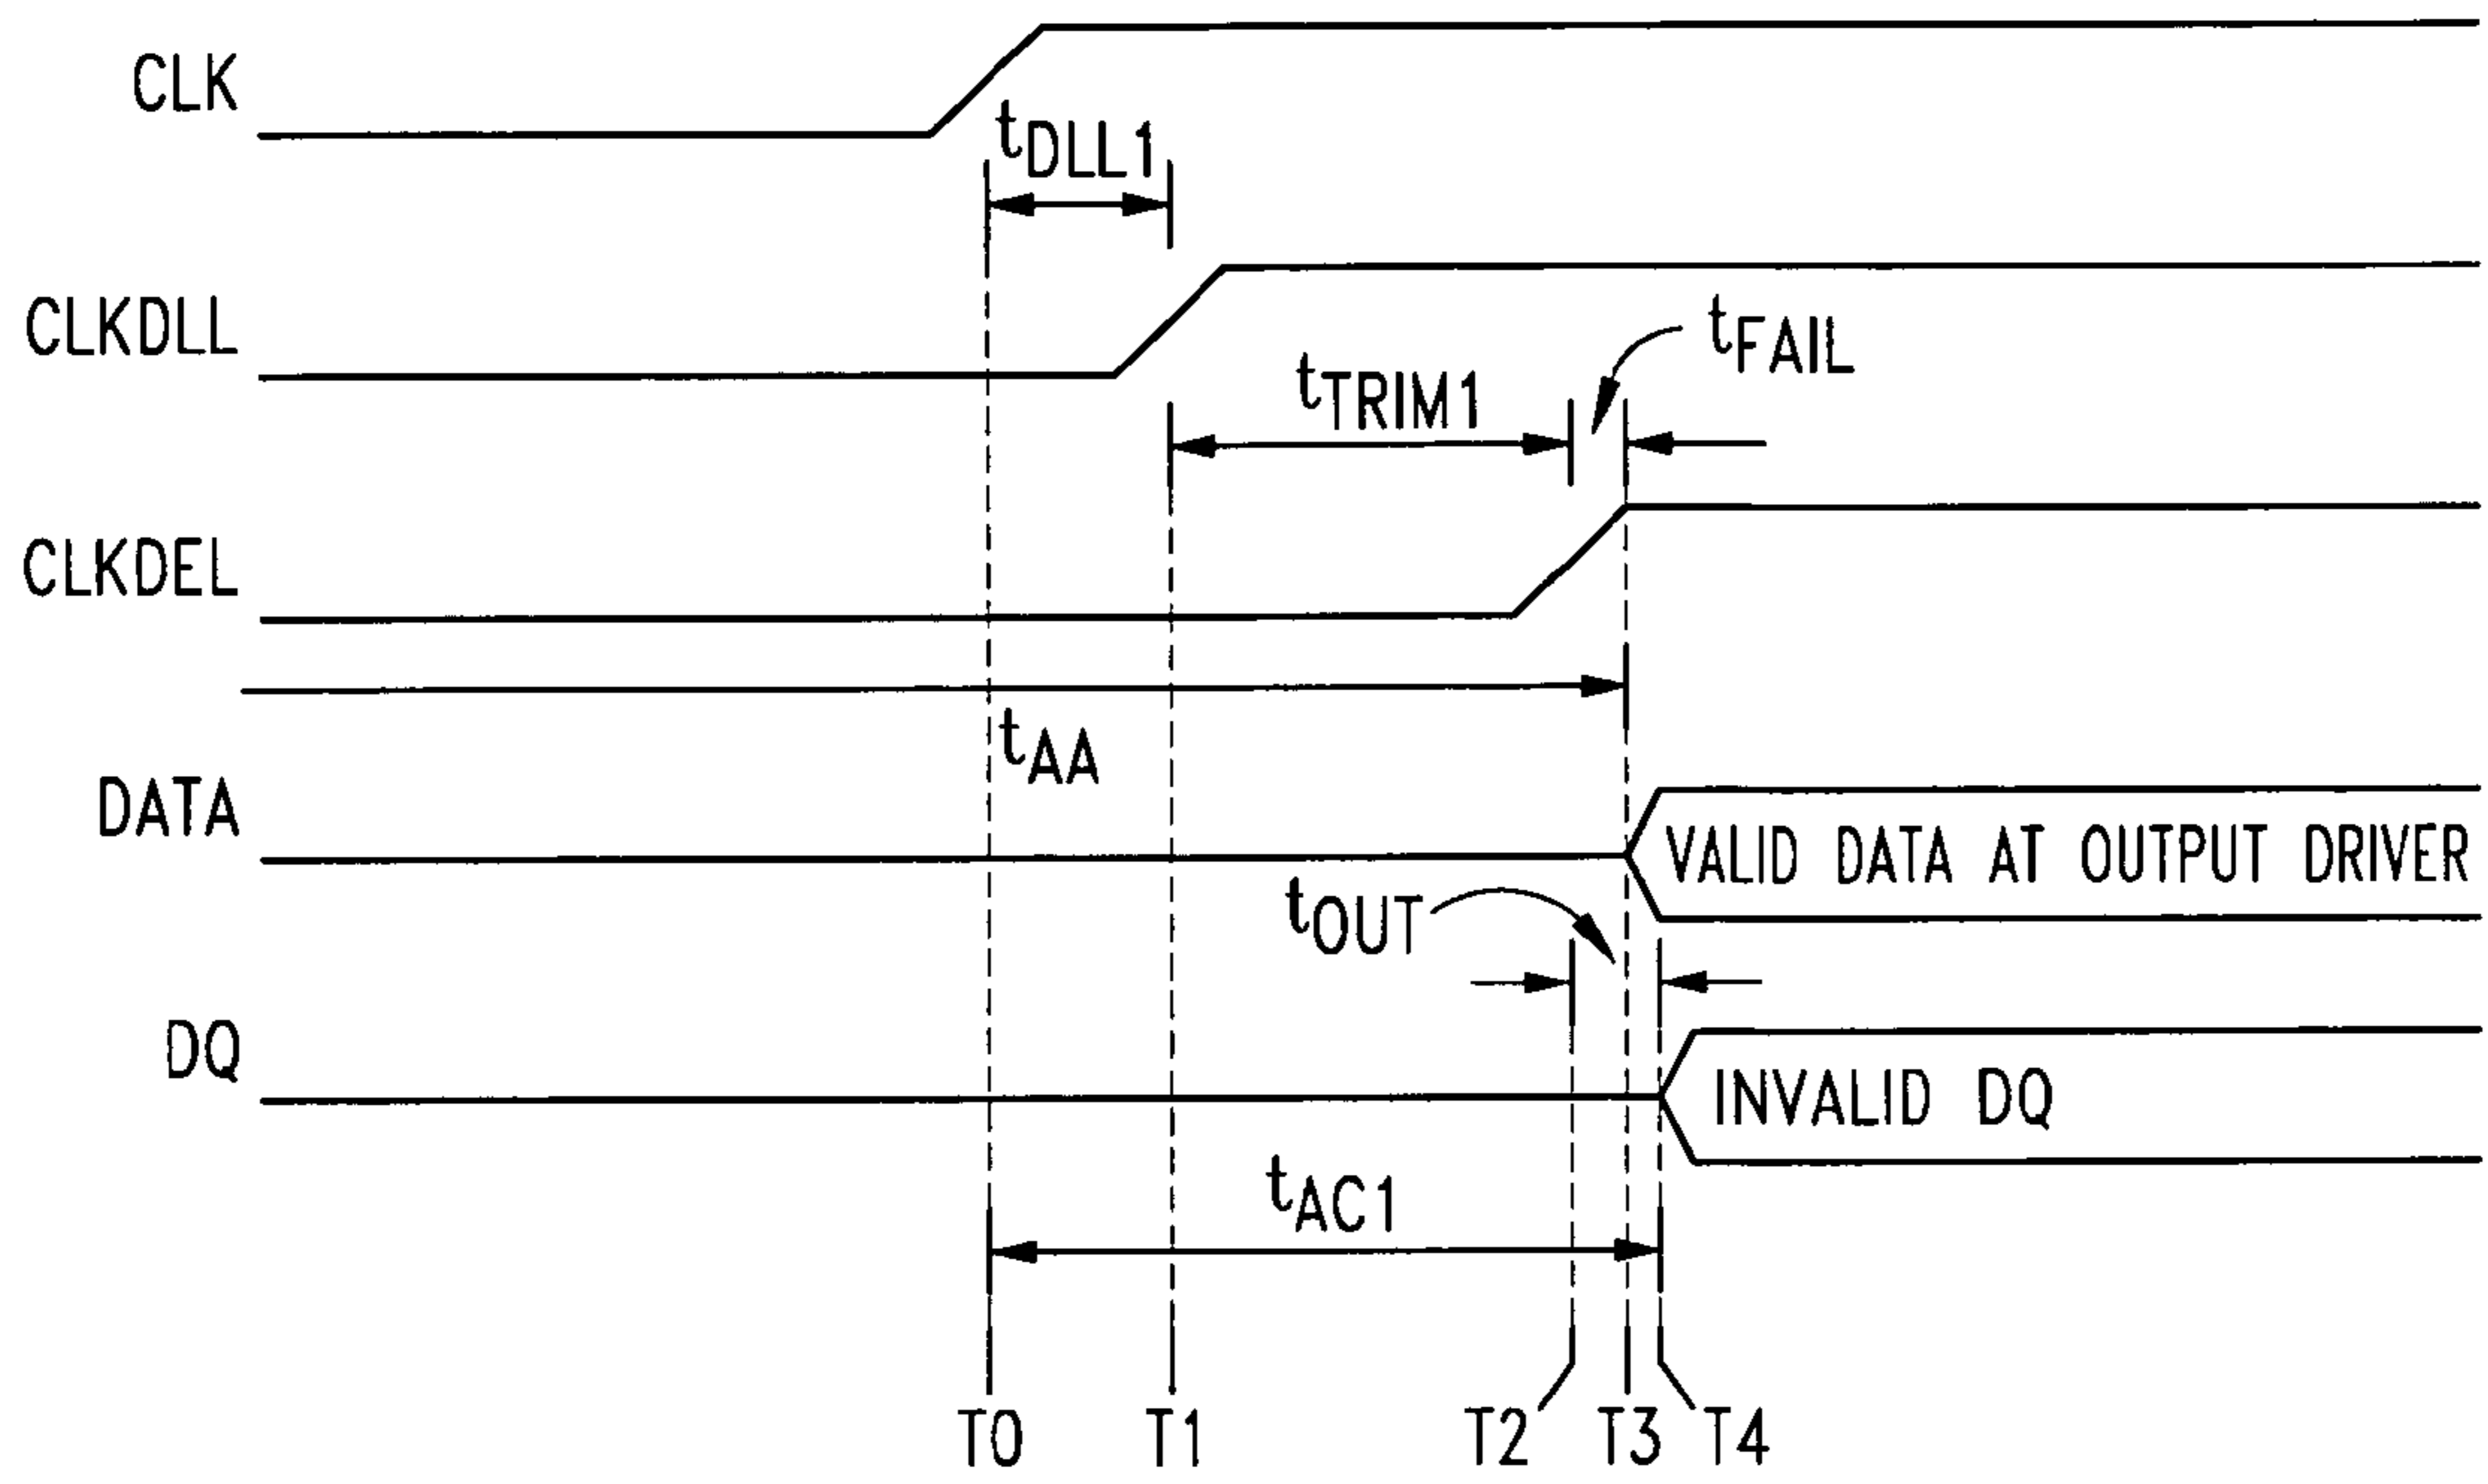 CLK
tDLL1
CLKDLL
tFAIL
tTRIM1
CLKDEL
tAA
DATA
VALID DATA AT OUTPUT DRIVER
tOUT
DQ
INVALID DQ
tAC1
T0 T1 T2 T3 T4